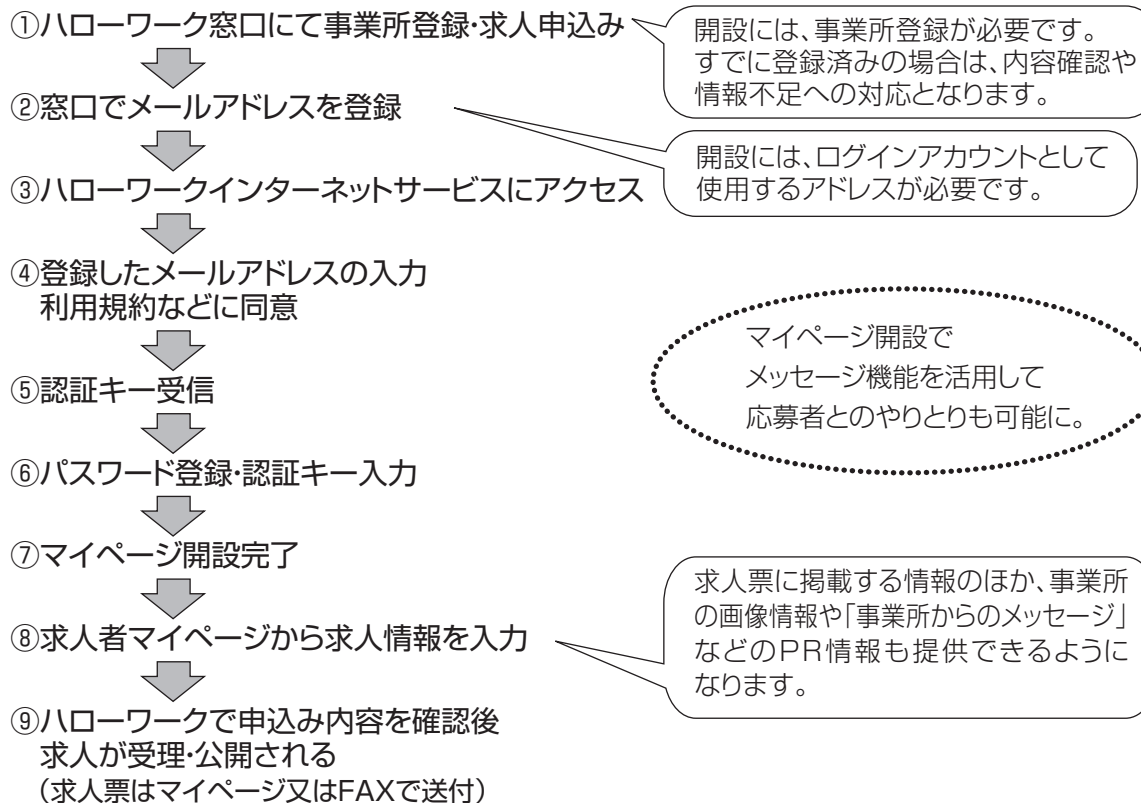 ①ハローワーク窓口にて事業所登録・求人申込み
開設には、事業所登録が必要です。
すでに登録済みの場合は、内容確認や
情報不足への対応となります。
②窓口でメールアドレスを登録
開設には、ログインアカウントとして
使用するアドレスが必要です。
③ハローワークインターネットサービスにアクセス
④登録したメールアドレスの入力
利用規約などに同意
マイページ開設で
メッセージ機能を活用して
応募者とのやりとりも可能に。
⑤認証キー受信
⑥パスワード登録・認証キー入力
⑦マイページ開設完了
⑧求人者マイページから求人情報を入力
求人票に掲載する情報のほか、事業所
の画像情報や「事業所からのメッセージ」
などのPR情報も提供できるように
なります。
⑨ハローワークで申込み内容を確認後
求人が受理・公開される
（求人票はマイページ又はFAXで送付）